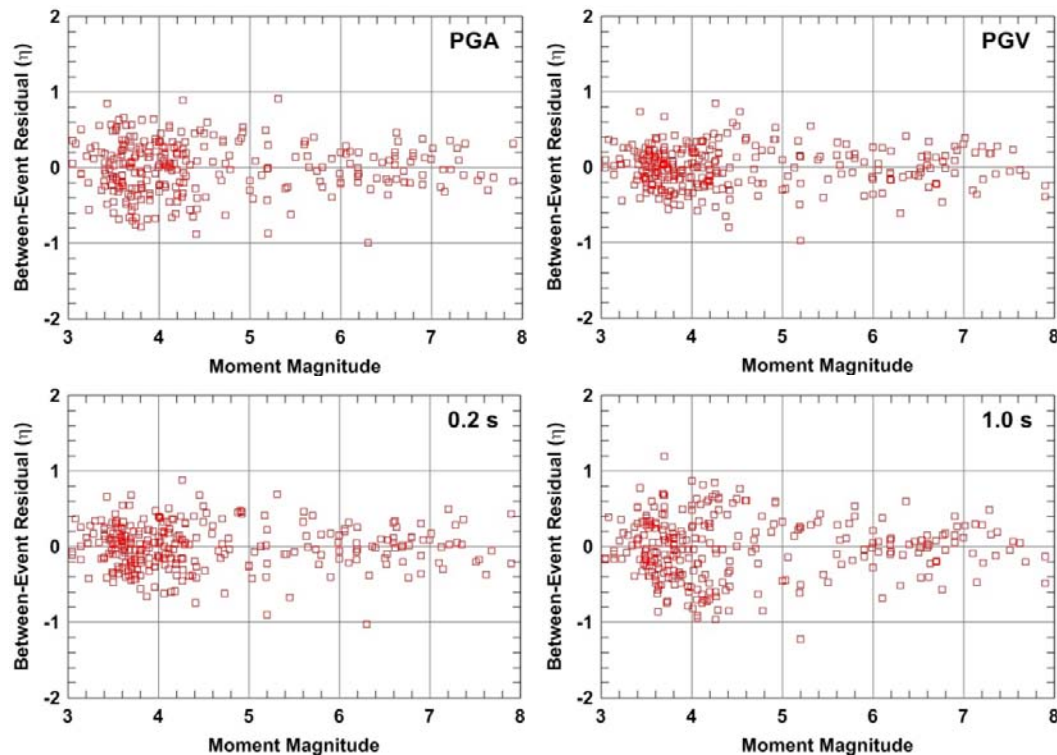 PGA
Between-Event Residual (η)
2
1
0
-1
-2
3 4 5 6 7 8
Moment Magnitude
PGV
Between-Event Residual (η)
2
1
0
-1
-2
3 4 5 6 7 8
Moment Magnitude
0.2 s
Between-Event Residual (η)
2
1
0
-1
-2
3 4 5 6 7 8
Moment Magnitude
1.0 s
Between-Event Residual (η)
2
1
0
-1
-2
3 4 5 6 7 8
Moment Magnitude